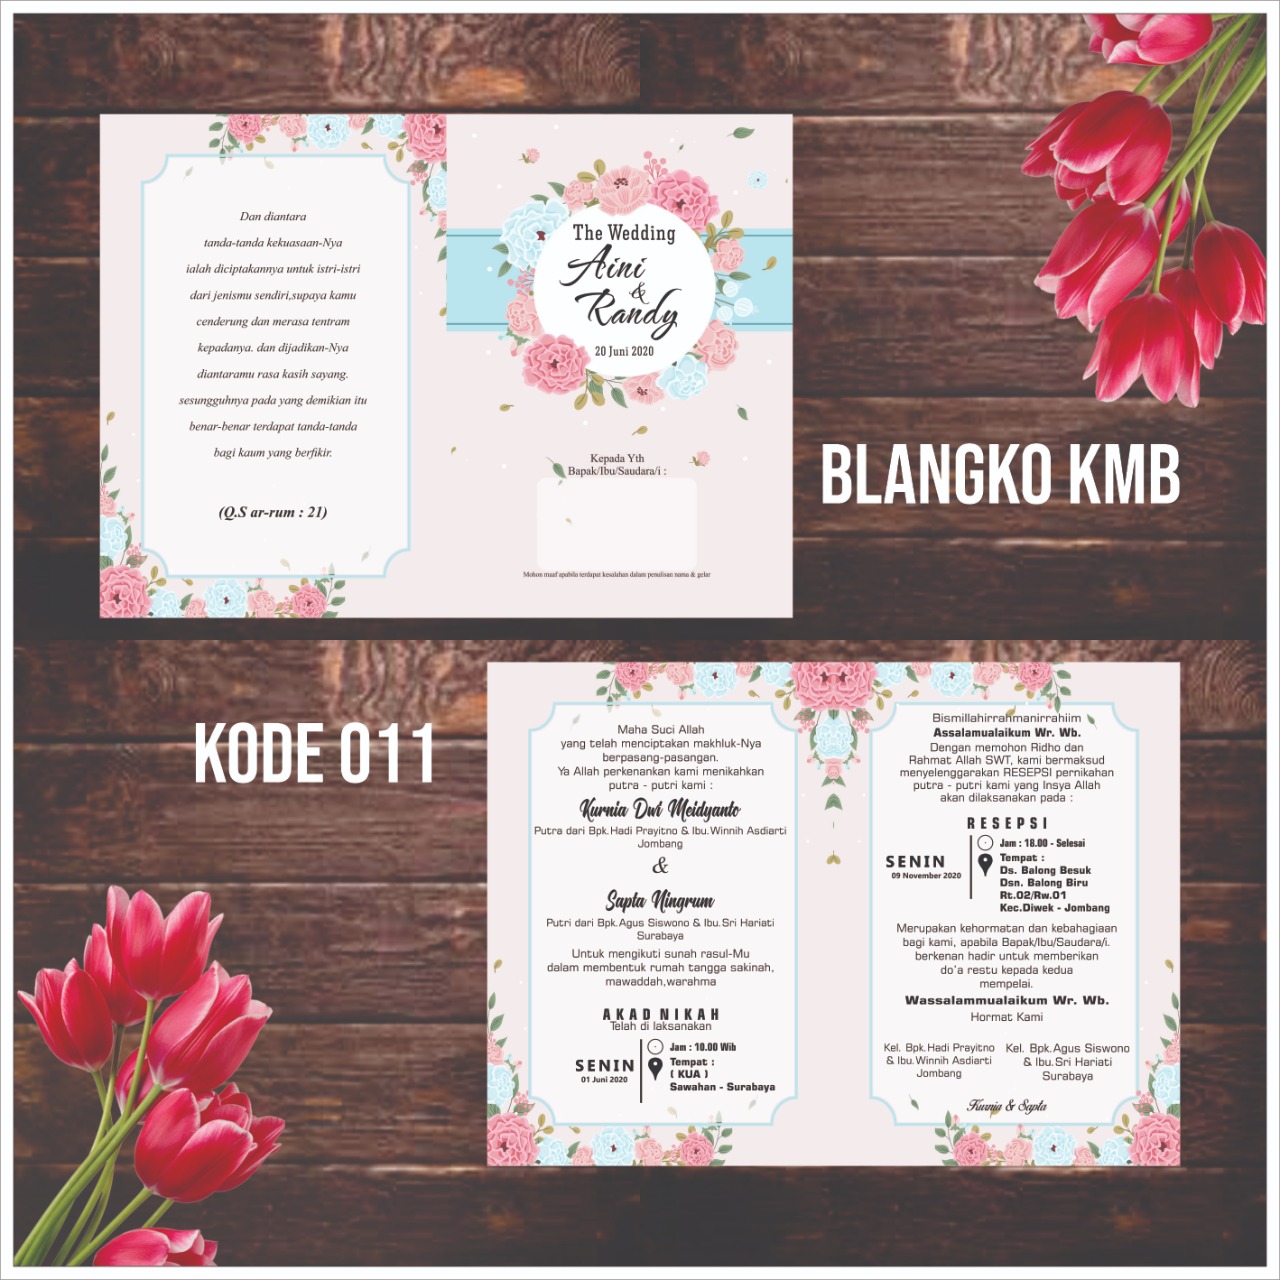 Dan diantara
tanda-tanda kekuasaan-Nya
ialah diciptakannya untuk istri-istri
dari jenismu sendiri,supaya kamu
cenderung dan merasa tentram
kepadanya. dan dijadikan-Nya
diantaramu rasa kasih sayang.
sesungguhnya pada yang demikian itu
benar-benar terdapat tanda-tanda
bagi kaum yang berfikir.
(Q.S ar-rum : 21)
The Wedding
Aini
&
Randy
20 Juni 2020
Kepada Yth
Bapak/Ibu/Saudara/i :
Mohon maaf apabila terdapat kesalahan dalam penulisan nama & gelar
BLANGKO KMB
KODE 011
Maha Suci Allah
yang telah menciptakan makhluk-Nya
berpasang-pasangan.
Ya Allah perkenankan kami menikahkan
putra - putri kami :
Kurnia Dwi Meidyanto
Putra dari Bpk.Hadi Prayitno & Ibu.Winnih Asdiarti
Jombang
&
Sapta Ningrum
Putri dari Bpk.Agus Siswono & Ibu.Sri Hariati
Surabaya
Untuk mengikuti sunah rasul-Mu
dalam membentuk rumah tangga sakinah,
mawaddah,warahma
AKAD NIKAH
Telah di laksanakan
SENIN
01 Juni 2020
Jam : 10.00 Wib
Tempat :
( KUA )
Sawahan - Surabaya
Bismillahirrahmanirrahiim
Assalamualaikum Wr. Wb.
Dengan memohon Ridho dan
Rahmat Allah SWT, kami bermaksud
menyelenggarakan RESEPSI pernikahan
putra - putri kami yang Insya Allah
akan dilaksanakan pada :
RESEPSI
SENIN
09 November 2020
Jam : 18.00 - Selesai
Tempat :
Ds. Balong Besuk
Dsn. Balong Biru
Rt.02/Rw.01
Kec.Diwek - Jombang
Merupakan kehormatan dan kebahagiaan
bagi kami, apabila Bapak/Ibu/Saudara/i.
berkenan hadir untuk memberikan
do'a restu kepada kedua
mempelai.
Wassalammualaikum Wr. Wb.
Hormat Kami
Kel. Bpk.Hadi Prayitno
& Ibu.Winnih Asdiarti
Jombang
Kel. Bpk.Agus Siswono
& Ibu.Sri Hariati
Surabaya
Kurnia & Sapta